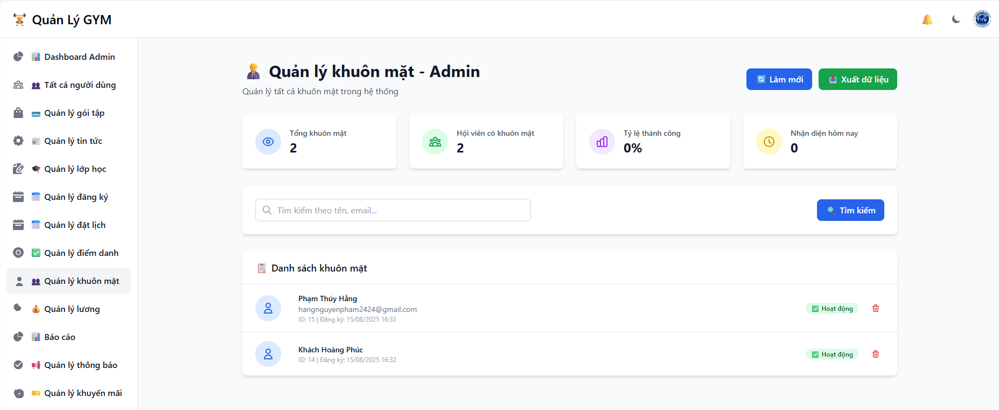 Quản Lý GYM
Dashboard Admin
Tất cả người dùng
Quản lý gói tập
Quản lý tin tức
Quản lý lớp học
Quản lý đăng ký
Quản lý đặt lịch
Quản lý điểm danh
Quản lý khuôn mặt
Quản lý lương
Báo cáo
Quản lý thông báo
Quản lý khuyến mãi
Quản lý khuôn mặt - Admin
Quản lý tất cả khuôn mặt trong hệ thống
Làm mới
Xuất dữ liệu
Tổng khuôn mặt
2
Hội viên có khuôn mặt
2
Tỷ lệ thành công
0%
Nhận diện hôm nay
0
Tìm kiếm theo tên, email...
Tìm kiếm
Danh sách khuôn mặt
Phạm Thúy Hằng
hangnguyenpham2424@gmail.com
ID: 15 | Đăng ký: 15/08/2025 16:33
Hoạt động
Khách Hoàng Phúc
ID: 14 | Đăng ký: 15/08/2025 16:32
Hoạt động